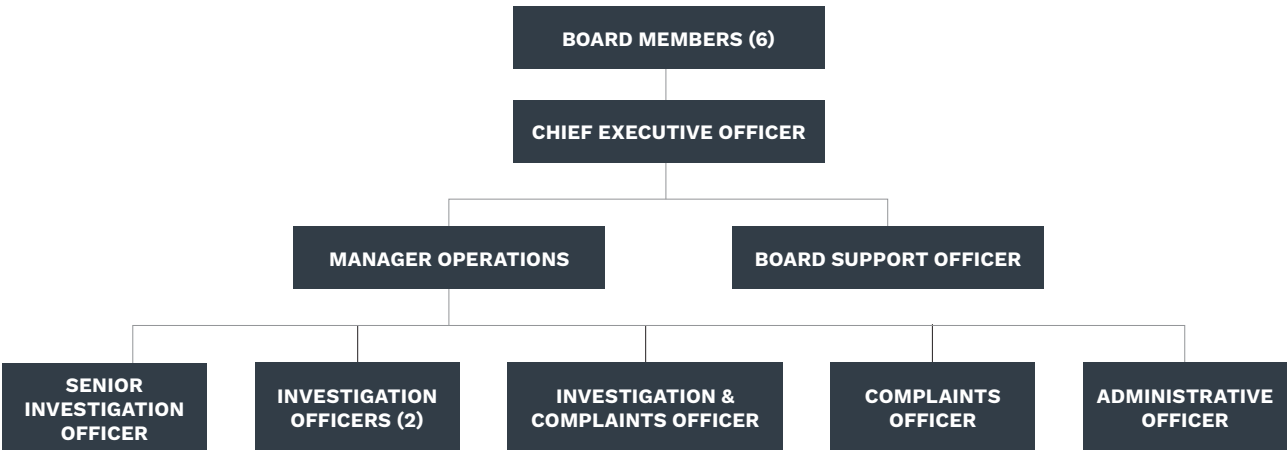 BOARD MEMBERS (6)
CHIEF EXECUTIVE OFFICER
MANAGER OPERATIONS
BOARD SUPPORT OFFICER
SENIOR
INVESTIGATION
OFFICER
INVESTIGATION
OFFICERS (2)
INVESTIGATION &
COMPLAINTS OFFICER
COMPLAINTS
OFFICER
ADMINISTRATIVE
OFFICER